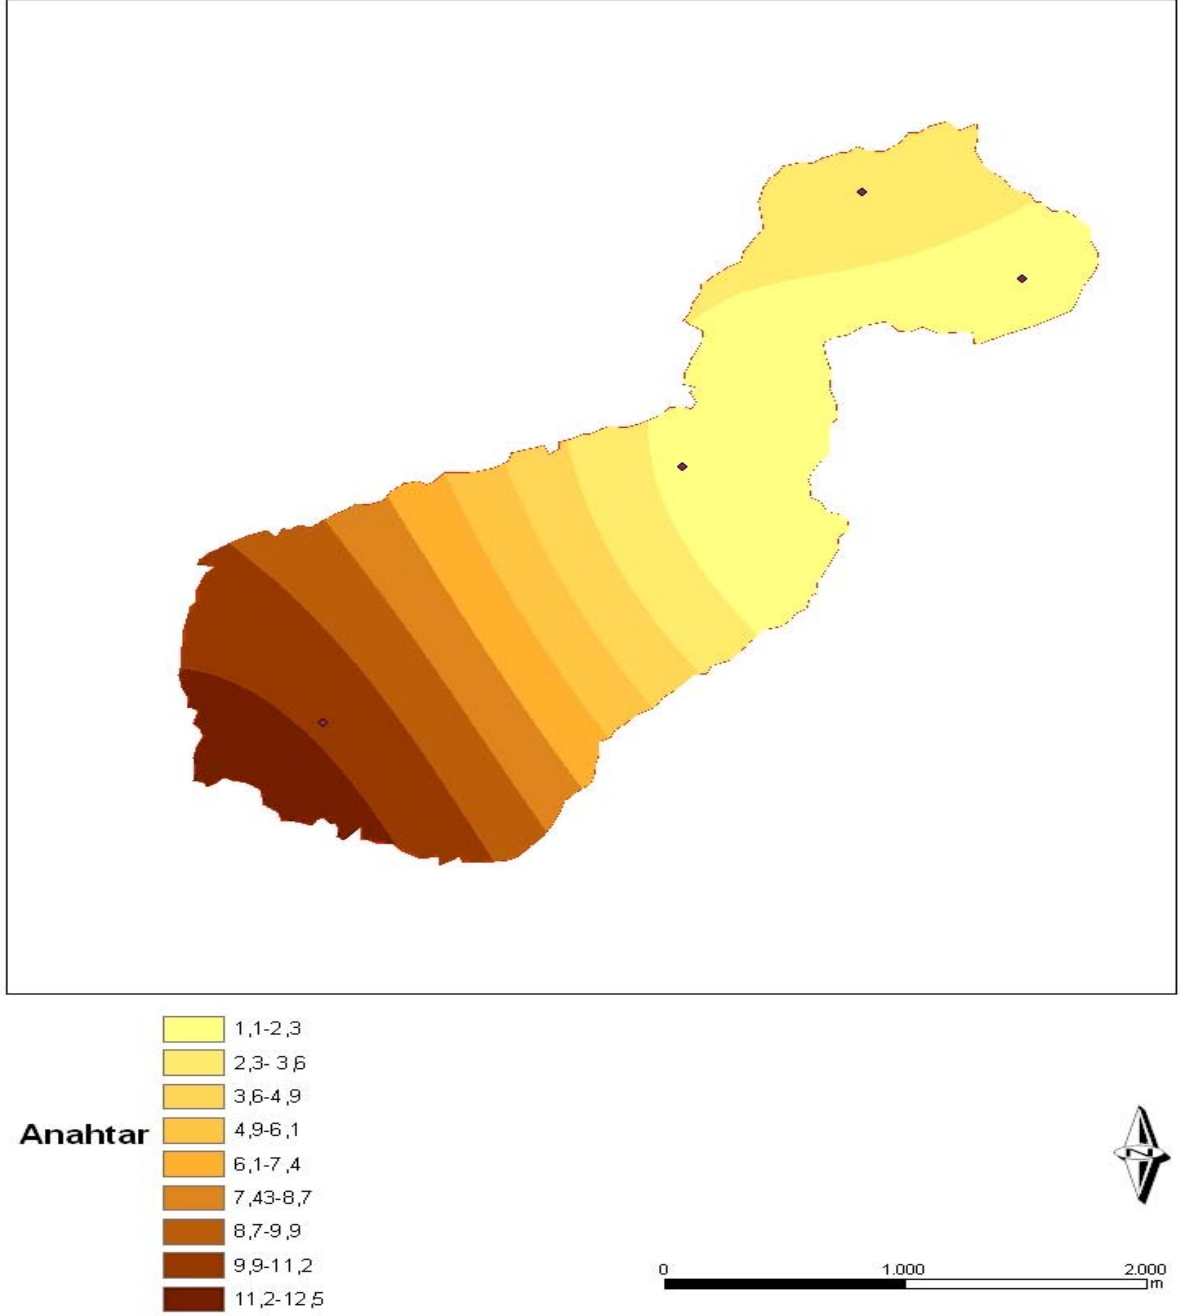 1,1-2,3
2,3- 3,6
3,6-4,9
4,9-6,1
Anahtar
6,1-7,4
7,43-8,7
8,7-9,9
9,9-11,2
11,2-12,5
N
0 1.000 2.000
m